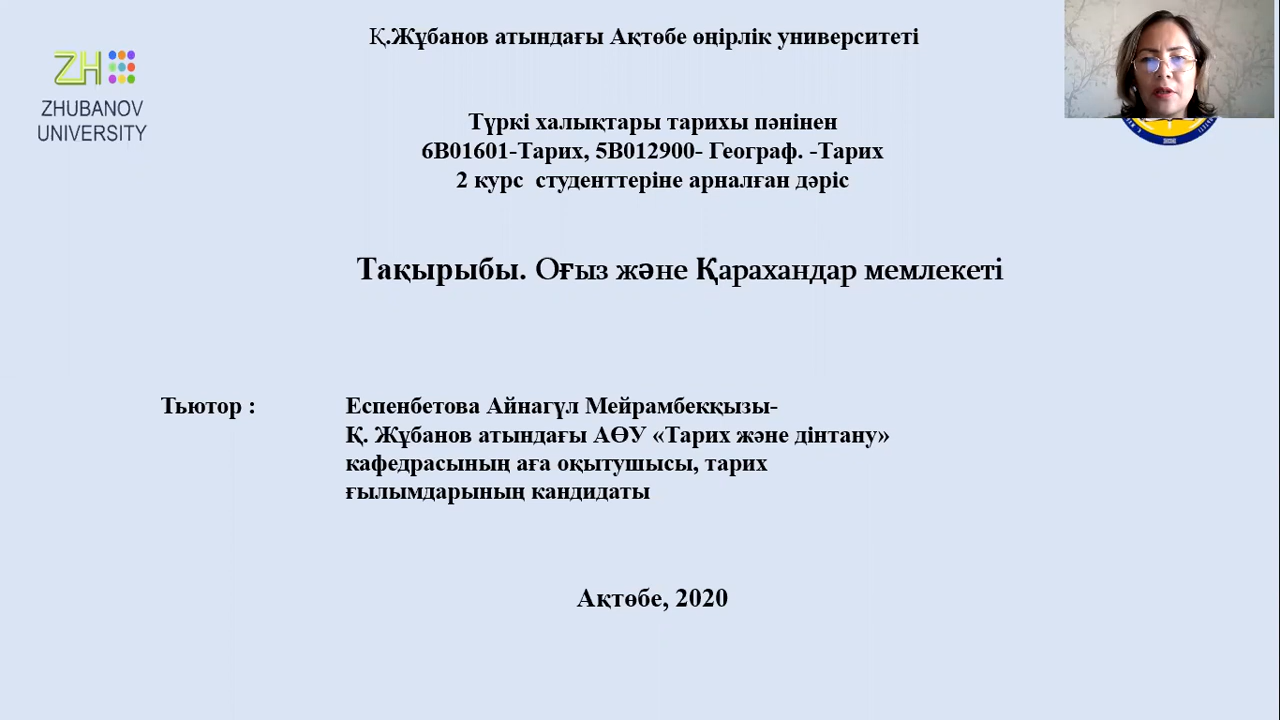 Қ.Жұбанов атындағы Ақтөбе өңірлік университеті
ZH
ZHUBANOV
UNIVERSITY
Түркі халықтары тарихы пәнінен
6В01601-Тарих, 5В012900- Географ. -Тарих
2 курс студенттеріне арналған дәріс
Тақырыбы. Оғыз және Қарахандар мемлекеті
Тьютор :
Еспенбетова Айнагүл Мейрамбекқызы-
Қ. Жұбанов атындағы АӨУ «Тарих және дінтану»
кафедрасының аға оқытушысы, тарих
ғылымдарының кандидаты
Ақтөбе, 2020